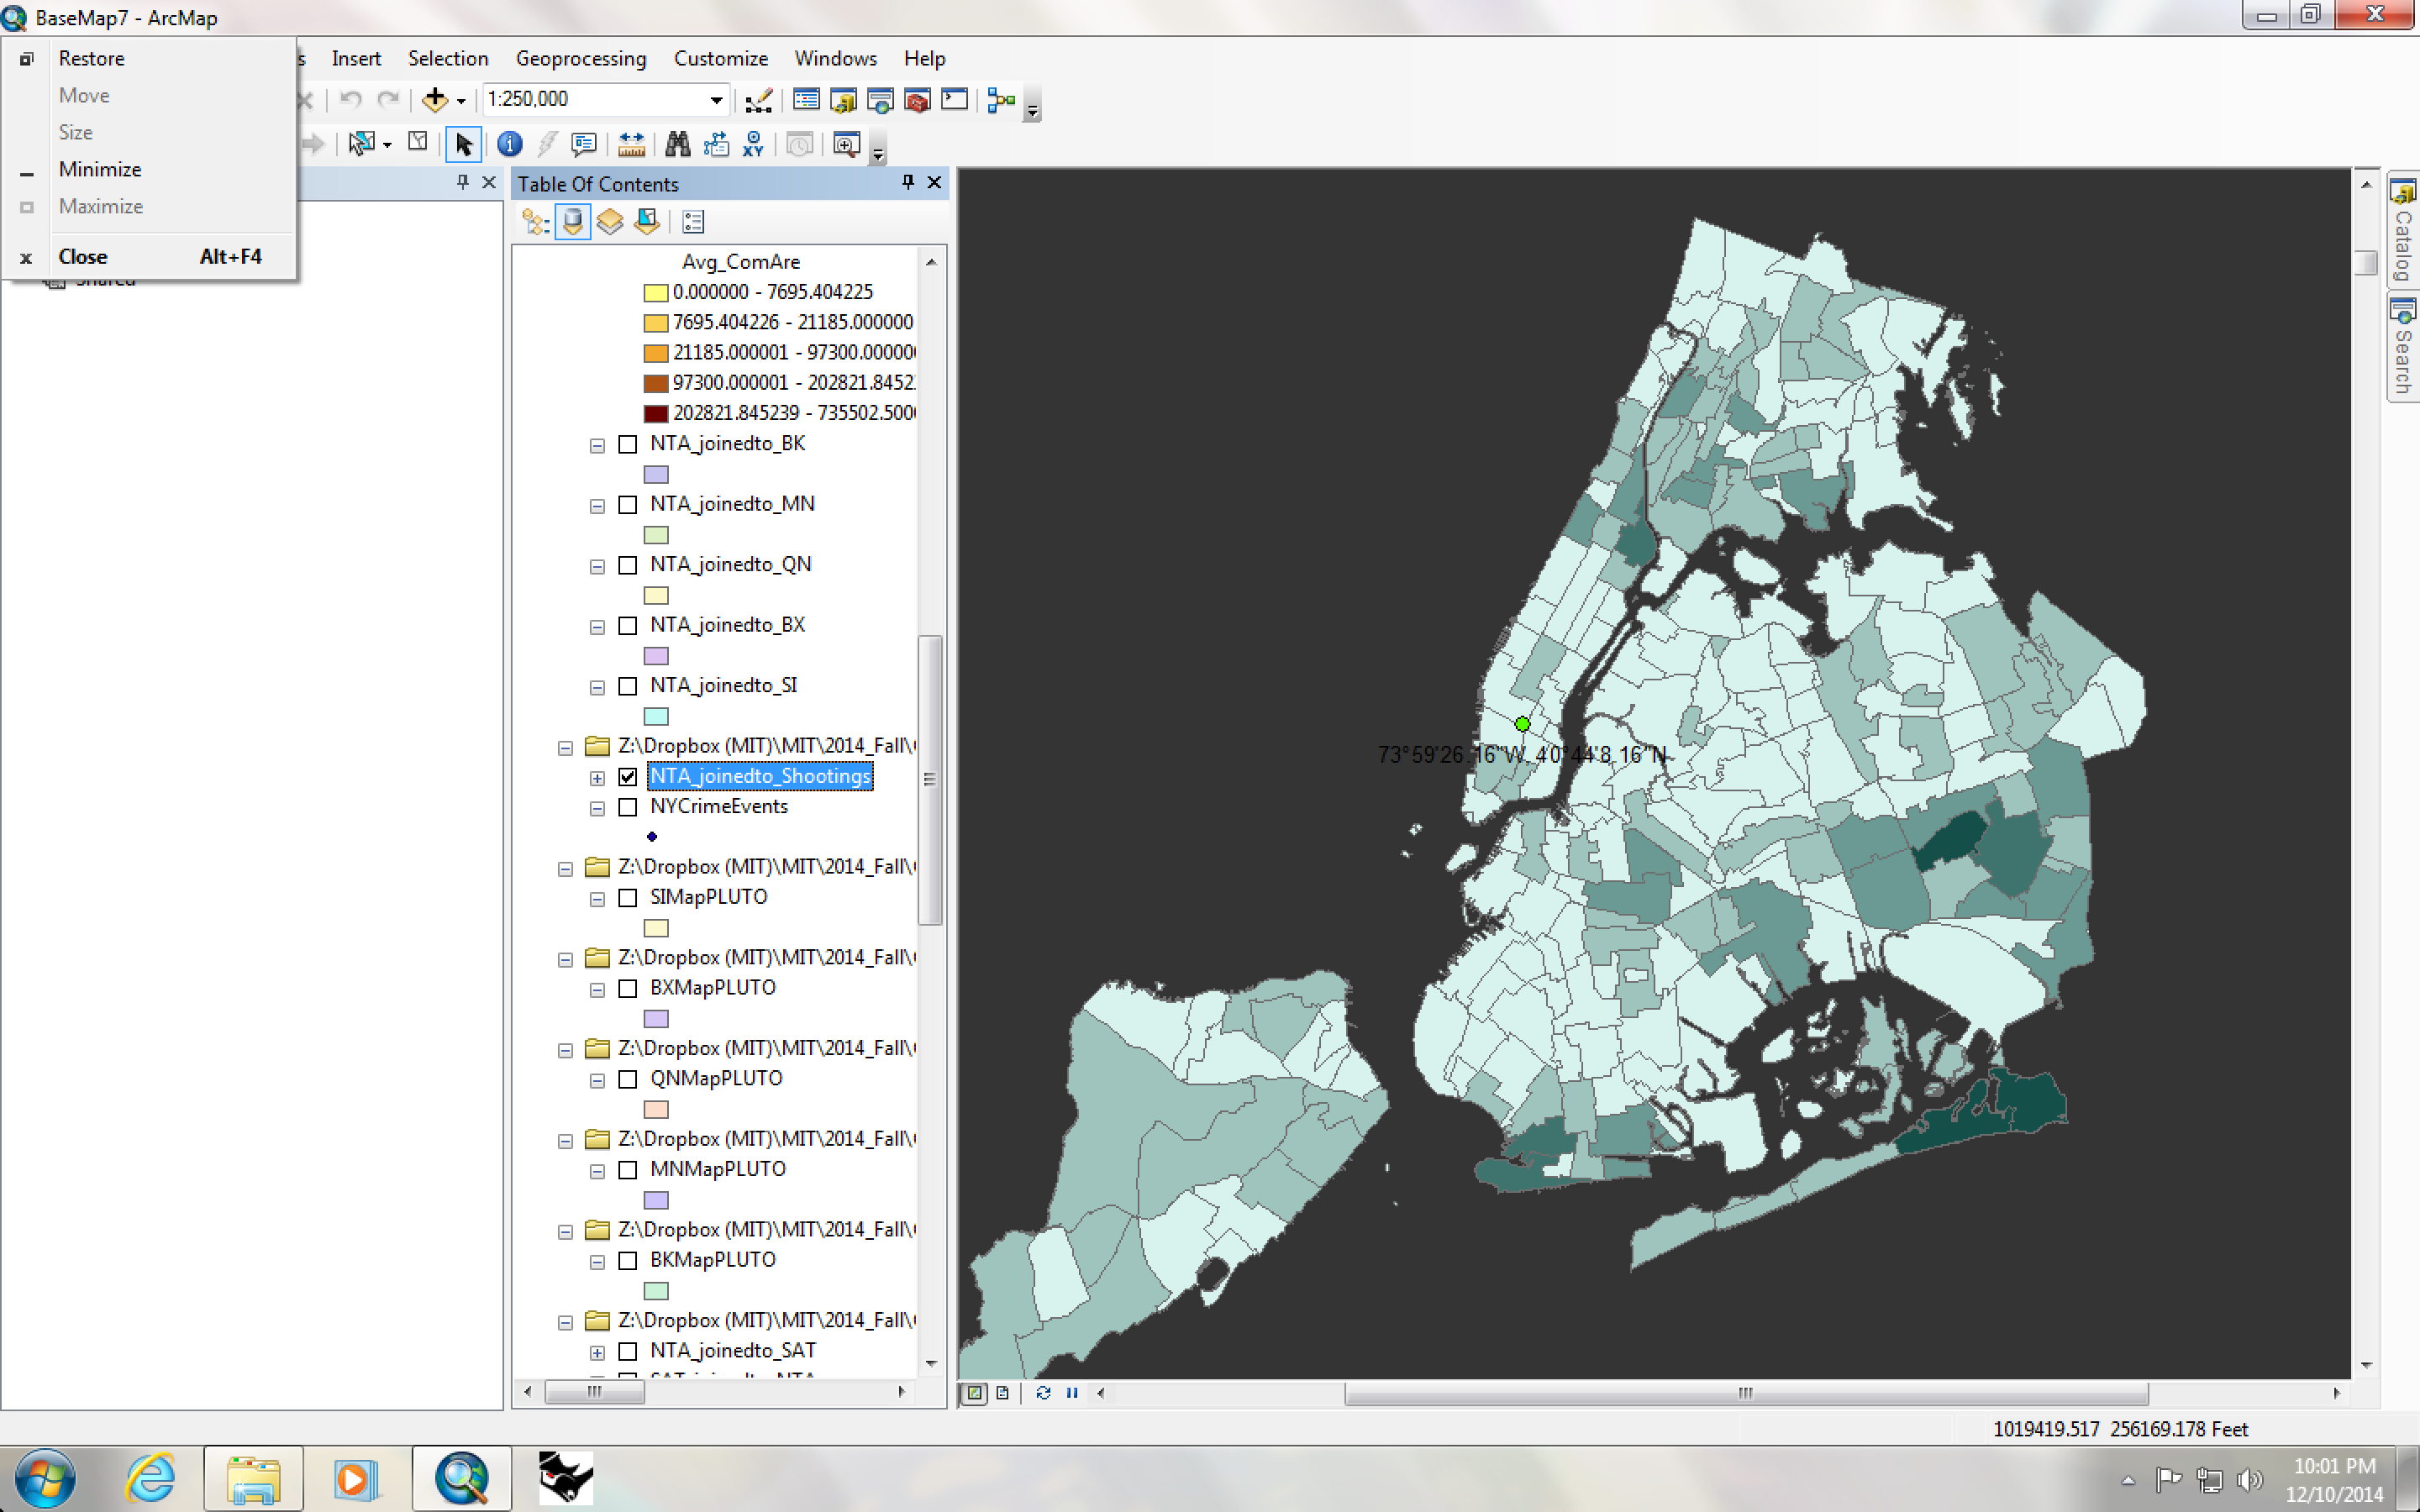 BaseMap7 - ArcMap
Restore
Move
Size
Minimize
Maximize
Close Alt+F4
s Insert Selection Geoprocessing Customize Windows Help
1:250,000
XY
Table Of Contents
Shared
Avg_ComAre
0.000000 - 7695.404225
7695.404226 - 21185.000000
21185.000001 - 97300.00000
97300.000001 - 202821.8452
202821.845239 - 735502.500
NTA_joinedto_BK
NTA_joinedto_MN
NTA_joinedto_QN
NTA_joinedto_BX
NTA_joinedto_SI
Z:\Dropbox (MIT)\MIT\2014_Fall\
NTA_joinedto_Shootings
NYCrimeEvents
Z:\Dropbox (MIT)\MIT\2014_Fall\
SIMapPLUTO
Z:\Dropbox (MIT)\MIT\2014_Fall\
BXMapPLUTO
Z:\Dropbox (MIT)\MIT\2014_Fall\
QNMapPLUTO
Z:\Dropbox (MIT)\MIT\2014_Fall\
MNMapPLUTO
Z:\Dropbox (MIT)\MIT\2014_Fall\
BKMapPLUTO
Z:\Dropbox (MIT)\MIT\2014_Fall\
NTA_joinedto_SAT
73°59'26.16"W, 40°44'8.16"N
Catalog
Search
1019419.517 256169.178 Feet
10:01 PM
12/10/2014